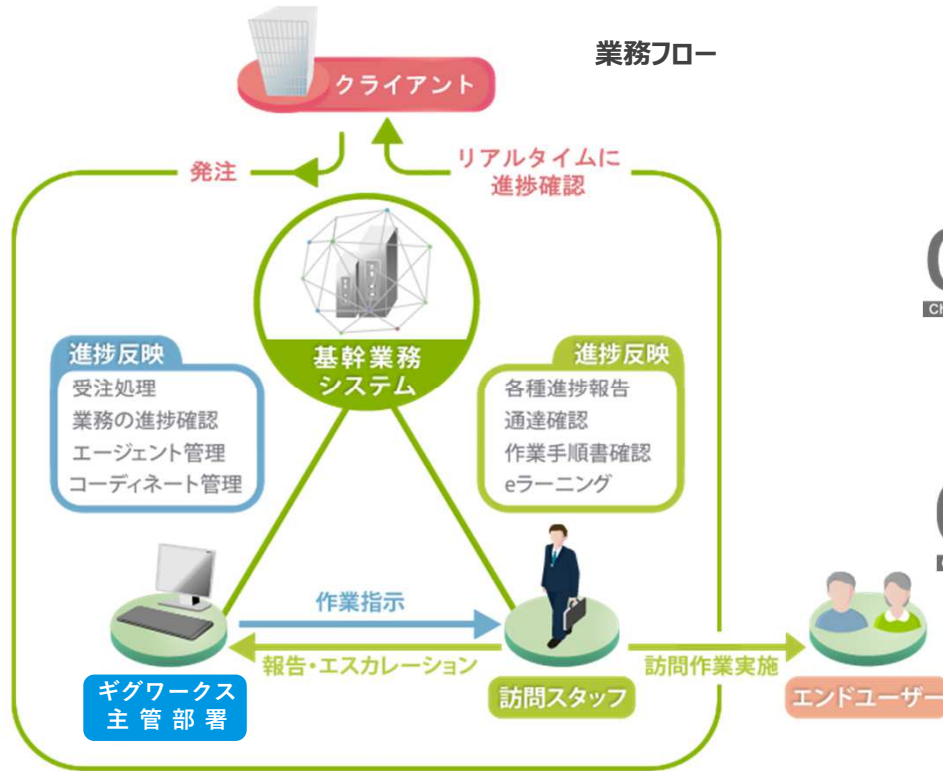 業務フロー
クライアント
発注
リアルタイムに
進捗確認
基幹業務
システム
進捗反映
受注処理
業務の進捗確認
エージェント管理
コーディネート管理
進捗反映
各種進捗報告
通達確認
作業手順書確認
eラーニング
作業指示
報告・エスカレーション
訪問作業実施
ギグワークス
主管部署
訪問スタッフ
エンドユーザー